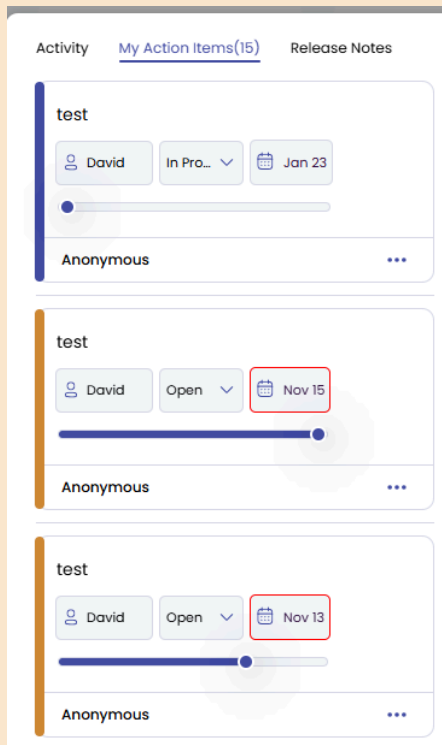 Activity My Action Items(15) Release Notes
test
David In Pro... Jan 23
Anonymous
test
David Open Nov 15
Anonymous
test
David Open Nov 13
Anonymous